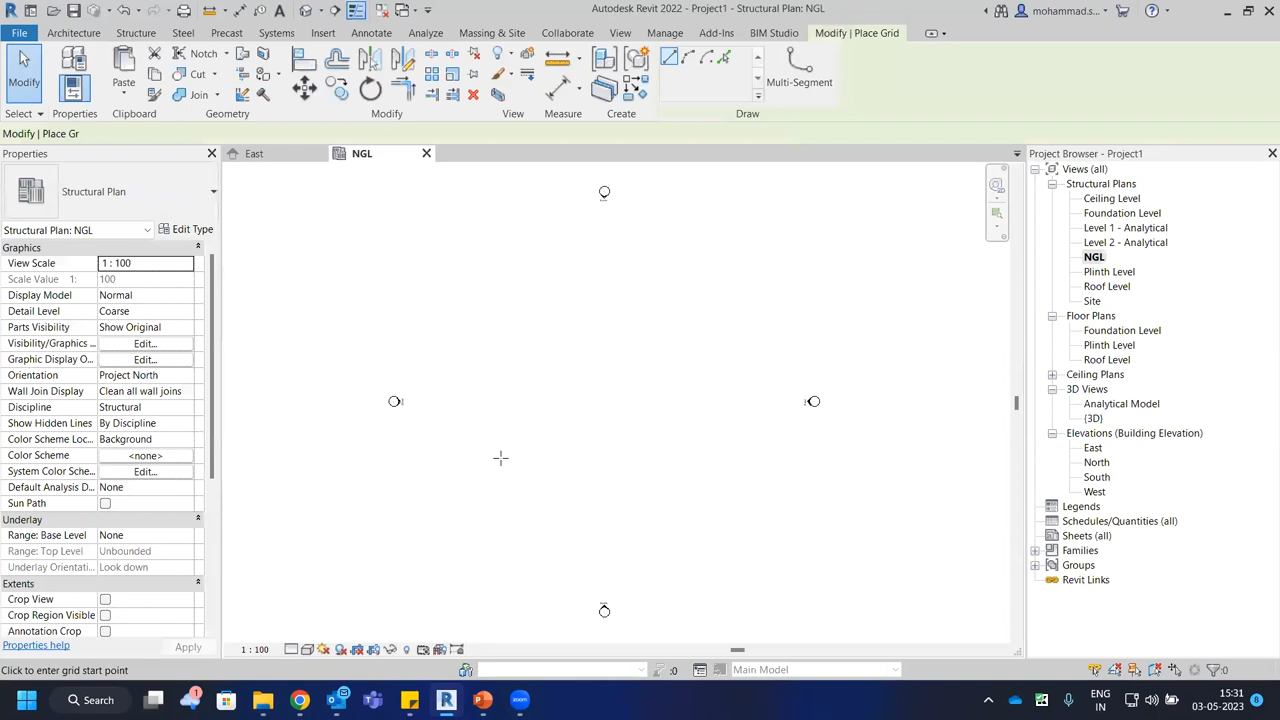 Autodesk Revit 2022 - Project1 - Structural Plan: NGL
mohammad.s...
File Architecture Structure Steel Precast Systems Insert Annotate Analyze Massing & Site Collaborate View Manage Add-Ins BIM Studio Modify | Place Grid
Modify
Paste
Notch
Cut
Join
Multi-Segment
Select Properties Clipboard Geometry Modify View Measure Create Draw
Modify | Place Gr
Properties
East
NGL
Project Browser - Project1
Structural Plan
Structural Plan: NGL
Edit Type
Graphics
View Scale 1 : 100
Scale Value 1: 100
Display Model Normal
Detail Level Coarse
Parts Visibility Show Original
Visibility/Graphics ... Edit...
Graphic Display O... Edit...
Orientation Project North
Wall Join Display Clean all wall joins
Discipline Structural
Show Hidden Lines By Discipline
Color Scheme Loc... Background
Color Scheme <none>
System Color Sche... Edit...
Default Analysis D... None
Sun Path
Underlay
Range: Base Level None
Range: Top Level Unbounded
Underlay Orientati... Look down
Extents
Crop View
Crop Region Visible
Annotation Crop
Properties help
Apply
Views (all)
Structural Plans
Ceiling Level
Foundation Level
Level 1 - Analytical
Level 2 - Analytical
NGL
Plinth Level
Roof Level
Site
Floor Plans
Foundation Level
Plinth Level
Roof Level
Ceiling Plans
3D Views
Analytical Model
{3D}
Elevations (Building Elevation)
East
North
South
West
Legends
Schedules/Quantities (all)
Sheets (all)
Families
Groups
Revit Links
1 : 100
Click to enter grid start point
:0
Main Model
:0
Search
1
ENG
IN
15:31
03-05-2023
8